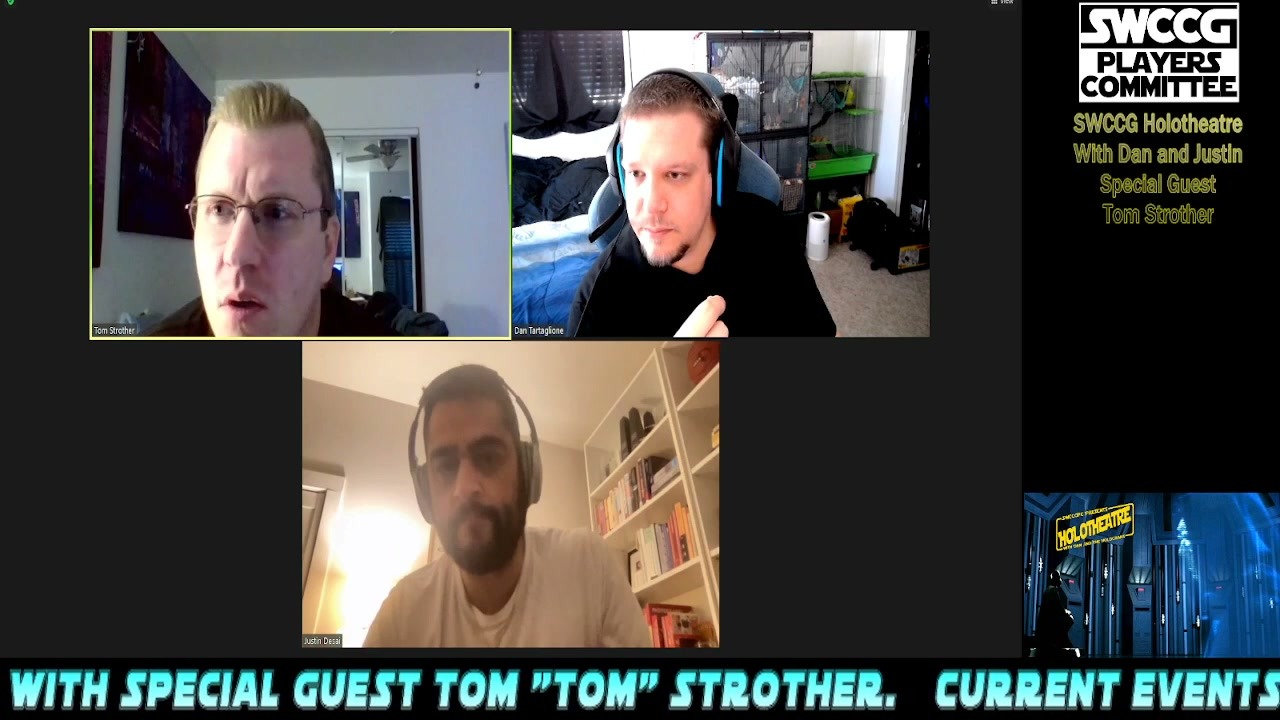 View
SWCCG
PLAYERS
COMMITTEE
SWCCG Holotheatre
With Dan and Justin
Special Guest
Tom Strother
Tom Strother
Dan Tartaglione
Justin Desai
HOLOTHEATRE
WITH SPECIAL GUEST TOM "TOM" STROTHER. CURRENT EVENTS